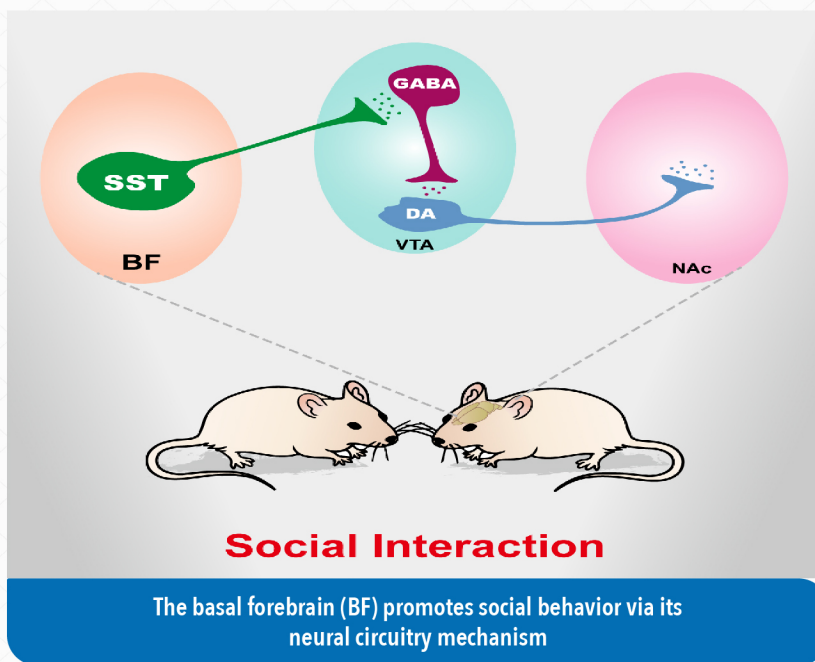 GABA
SST
DA
VTA
BF
NAc
Social Interaction
The basal forebrain (BF) promotes social behavior via its
neural circuitry mechanism